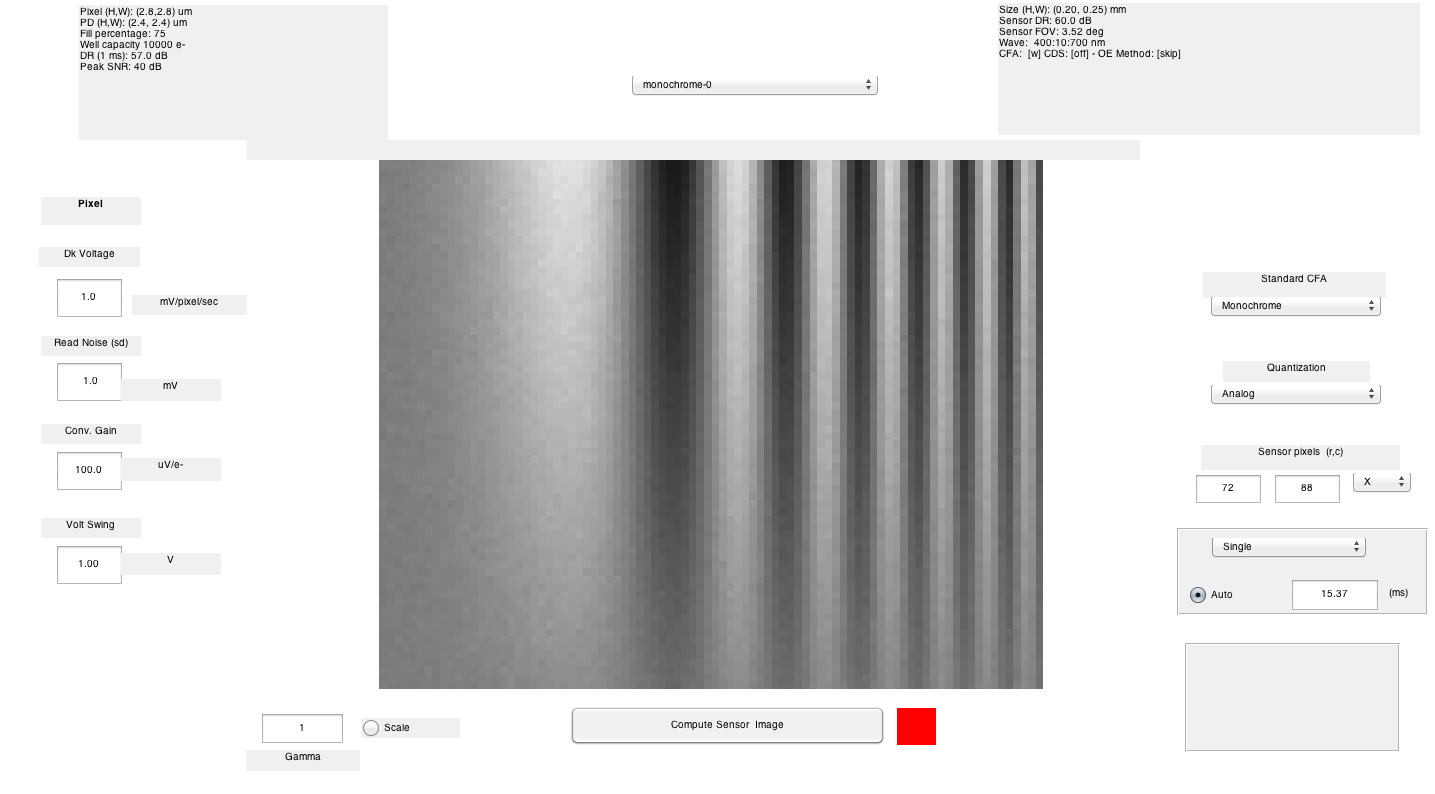 Pixel (H,W): (2.8,2.8) um
PD (H,W): (2.4, 2.4) um
Fill percentage: 75
Well capacity 10000 e-
DR (1 ms): 57.0 dB
Peak SNR: 40 dB
monochrome-0
Size (H,W): (0.20, 0.25) mm
Sensor DR: 60.0 dB
Sensor FOV: 3.52 deg
Wave:  400:10:700 nm
CFA:  [w] CDS: [off] - OE Method: [skip]
Pixel
Dk Voltage
1.0
mV/pixel/sec
Read Noise (sd)
1.0
mV
Conv. Gain
100.0
uV/e-
Volt Swing
1.00
V
Standard CFA
Monochrome
Quantization
Analog
Sensor pixels  (r,c)
72
88
X
Single
Auto
15.37
(ms)
1
Scale
Gamma
Compute Sensor  Image